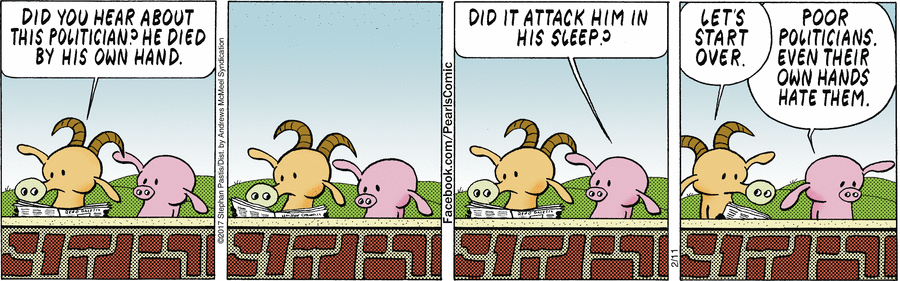 DID YOU HEAR ABOUT
THIS POLITICIAN? HE DIED
BY HIS OWN HAND.
©2017 Stephan Pastis/Dist. by Andrews McMeel Syndication
DID IT ATTACK HIM IN
HIS SLEEP?
Facebook.com/PearlsComic
LET'S
START
OVER.
POOR
POLITICIANS.
EVEN THEIR
OWN HANDS
HATE THEM.
2/11